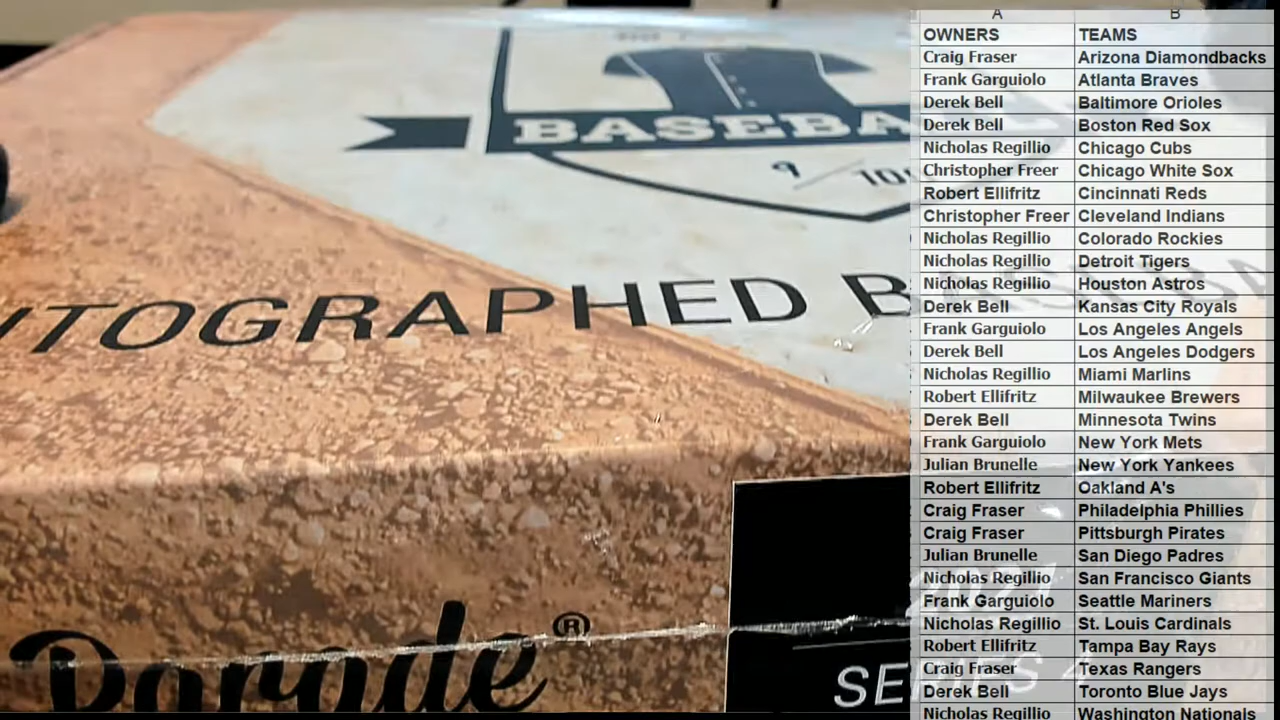 BASEBA
9/100
AUTOGRAPHED B
Parade®
2021
SERIES 4
A B
OWNERS TEAMS
Craig Fraser Arizona Diamondbacks
Frank Garguiolo Atlanta Braves
Derek Bell Baltimore Orioles
Derek Bell Boston Red Sox
Nicholas Regillio Chicago Cubs
Christopher Freer Chicago White Sox
Robert Ellifritz Cincinnati Reds
Christopher Freer Cleveland Indians
Nicholas Regillio Colorado Rockies
Nicholas Regillio Detroit Tigers
Nicholas Regillio Houston Astros
Derek Bell Kansas City Royals
Frank Garguiolo Los Angeles Angels
Derek Bell Los Angeles Dodgers
Nicholas Regillio Miami Marlins
Robert Ellifritz Milwaukee Brewers
Derek Bell Minnesota Twins
Frank Garguiolo New York Mets
Julian Brunelle New York Yankees
Robert Ellifritz Oakland A's
Craig Fraser Philadelphia Phillies
Craig Fraser Pittsburgh Pirates
Julian Brunelle San Diego Padres
Nicholas Regillio San Francisco Giants
Frank Garguiolo Seattle Mariners
Nicholas Regillio St. Louis Cardinals
Robert Ellifritz Tampa Bay Rays
Craig Fraser Texas Rangers
Derek Bell Toronto Blue Jays
Nicholas Regillio Washington Nationals